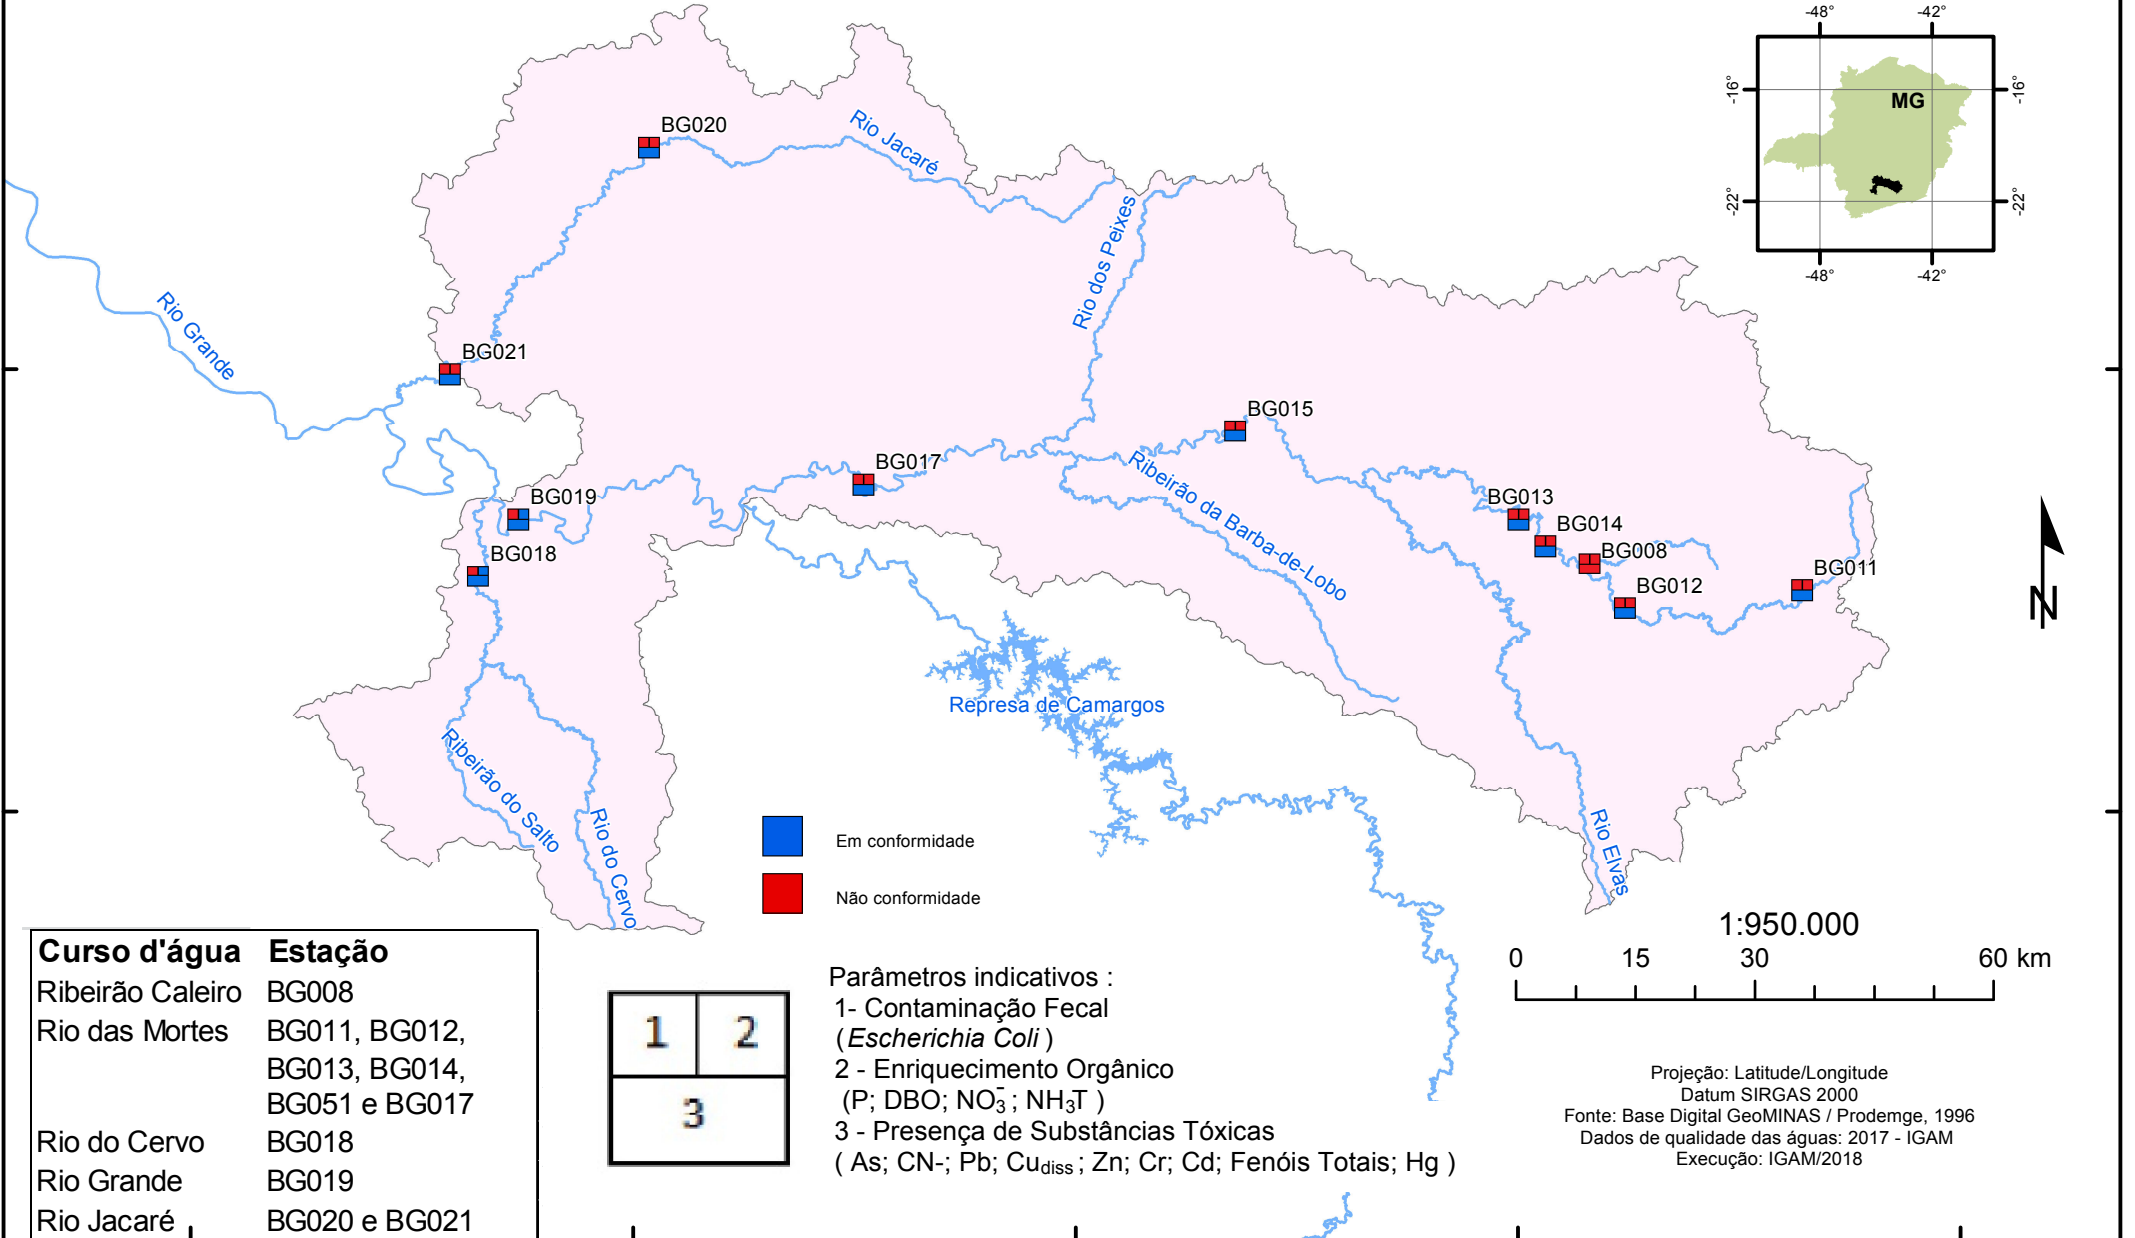 -48°
-42°
-16°
MG
-16°
-22°
-22°
-48°
-42°
BG020
Rio Jacaré
Rio dos Peixes
Rio Grande
BG021
BG015
BG017
Ribeirão da Barba-de-Lobo
BG019
BG013
BG014
BG018
BG008
BG011
BG012
N
Represa de Camargos
Ribeirão do Salto
Rio do Cervo
Rio Elvas
Em conformidade
Não conformidade
1:950.000
0 15 30 60 km
Curso d'água Estação
Ribeirão Caleiro BG008
Rio das Mortes BG011, BG012,
BG013, BG014,
BG051 e BG017
Rio do Cervo BG018
Rio Grande BG019
Rio Jacaré BG020 e BG021
1 2
3
Parâmetros indicativos :
1- Contaminação Fecal
(Escherichia Coli )
2 - Enriquecimento Orgânico
(P; DBO; NO₃⁻; NH₃T )
3 - Presença de Substâncias Tóxicas
( As; CN-; Pb; Cudiss ; Zn; Cr; Cd; Fenóis Totais; Hg )
Projeção: Latitude/Longitude
Datum SIRGAS 2000
Fonte: Base Digital GeoMINAS / Prodemge, 1996
Dados de qualidade das águas: 2017 - IGAM
Execução: IGAM/2018